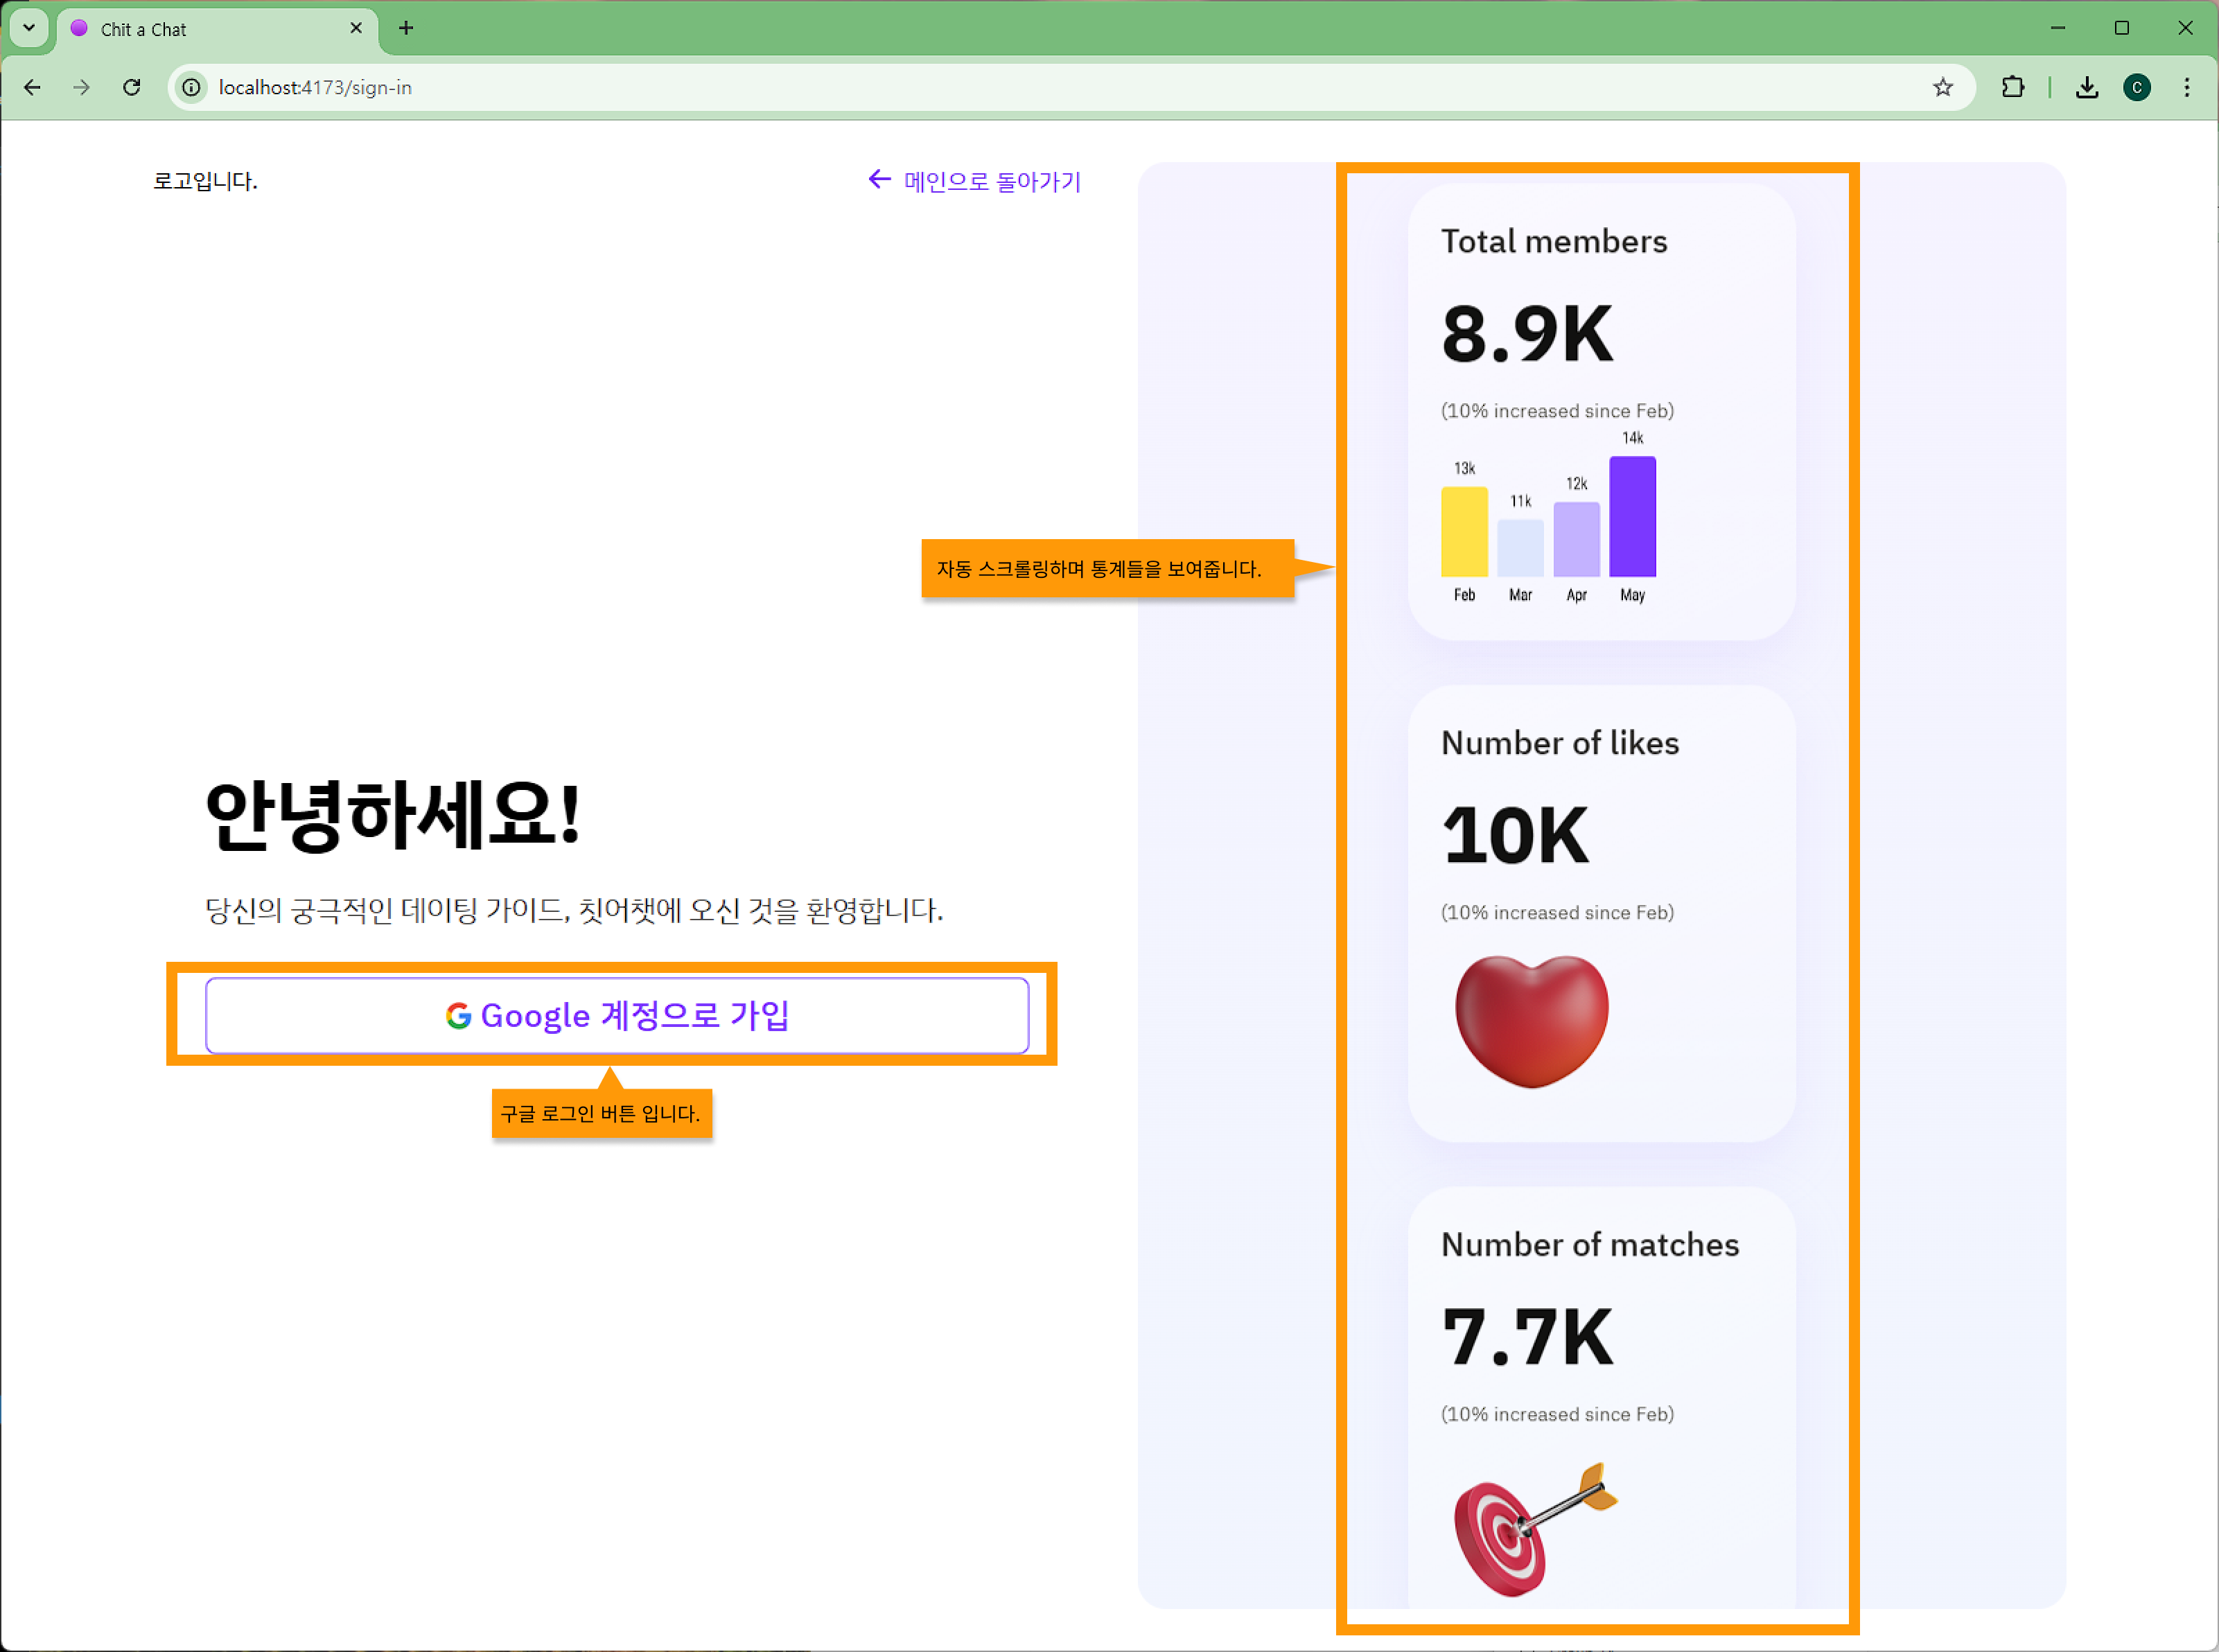 Chit a Chat
localhost:4173/sign-in
C
로고입니다.
메인으로 돌아가기
안녕하세요!
당신의 궁극적인 데이팅 가이드, 칫어챗에 오신 것을 환영합니다.
Google 계정으로 가입
구글 로그인 버튼 입니다.
자동 스크롤링하며 통계들을 보여줍니다.
Total members
8.9K
(10% increased since Feb)
13k 11k 12k 14k
Feb Mar Apr May
Number of likes
10K
(10% increased since Feb)
Number of matches
7.7K
(10% increased since Feb)